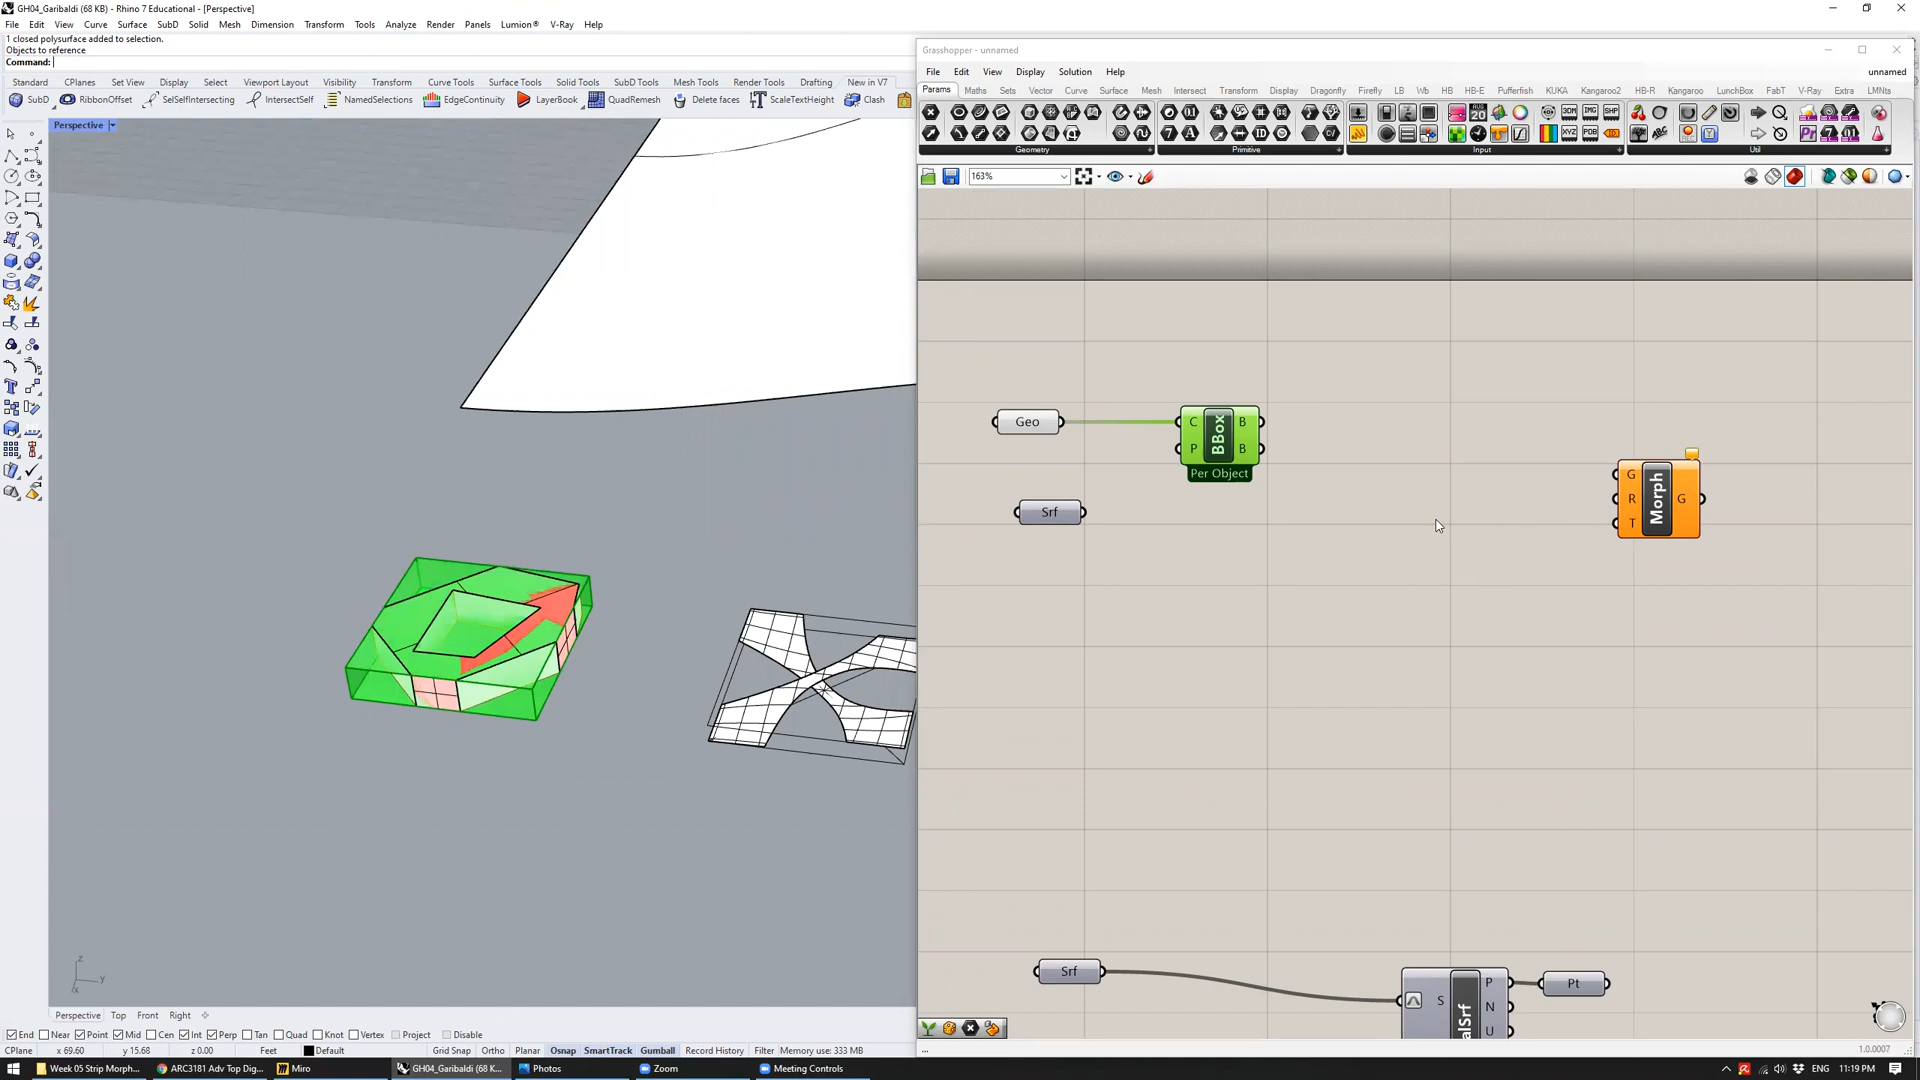 GH04_Garibaldi (68 KB) - Rhino 7 Educational - [Perspective]
File Edit View Curve Surface SubD Solid Mesh Dimension Transform Tools Analyze Render Panels Lumion® V-Ray Help
1 closed polysurface added to selection.
Objects to reference
Command:
Standard CPlanes Set View Display Select Viewport Layout Visibility Transform Curve Tools Surface Tools Solid Tools SubD Tools Mesh Tools Render Tools Drafting New in V7
SubD RibbonOffset SelSelfIntersecting IntersectSelf NamedSelections EdgeContinuity LayerBook QuadRemesh Delete faces ScaleTextHeight Clash
Perspective
Grasshopper - unnamed
File Edit View Display Solution Help unnamed
Params Maths Sets Vector Curve Surface Mesh Intersect Transform Display Dragonfly Firefly LB Wb HB HB-E Kangaroo2 HB-R Kangaroo LunchBox Pufferfish KUKA FabT V-Ray Extra LMNts
Geometry Primitive Input Util
163%
Geo
C B
BBox
P B
Per Object
Srf
G
R G
T
Morph
Srf
S
P
N
U
Pt
z
y
x
Perspective Top Front Right
End Near Point Mid Cen Int Perp Tan Quad Knot Vertex Project Disable
CPlane x 69.60 y 15.68 z 0.00 Feet Default Grid Snap Ortho Planar Osnap SmartTrack Gumball Record History Filter Memory use: 333 MB
...
1.0.0007
Week 05 Strip Morph... ARC3181 Adv Top Dig... Miro GH04_Garibaldi (68 K... Photos Zoom Meeting Controls ENG 11:19 PM